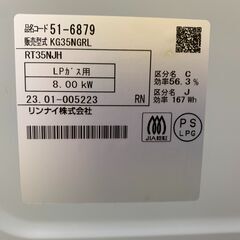 品名コード 51-6879
販売型式 KG35NGRL
RT35NJH
LPガス用
8.00 kW
23.01-005223 RN
リンナイ株式会社
区分名 C
効率56.3 %
区分名 J
効率 167 Wh
JIA認証
PS
LPG